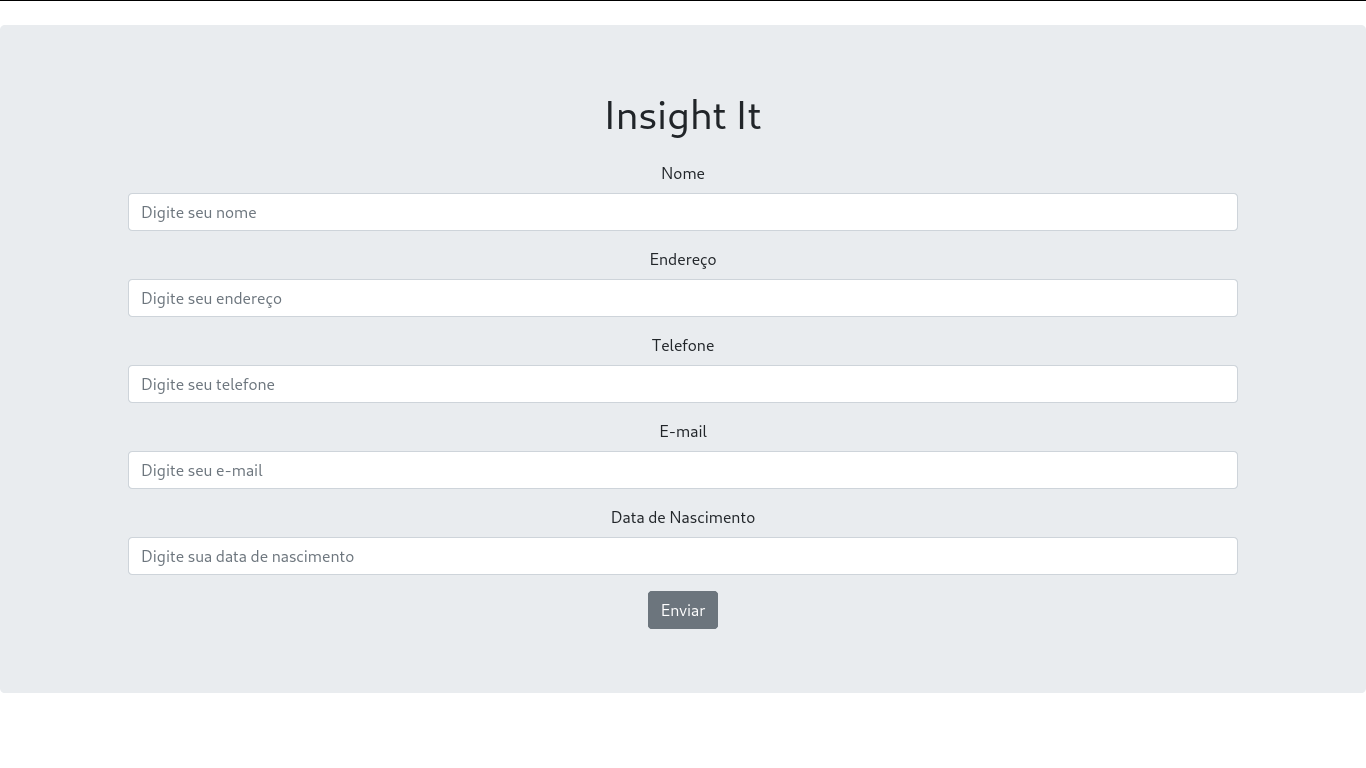 Insight It
Nome
Digite seu nome
Endereço
Digite seu endereço
Telefone
Digite seu telefone
E-mail
Digite seu e-mail
Data de Nascimento
Digite sua data de nascimento
Enviar